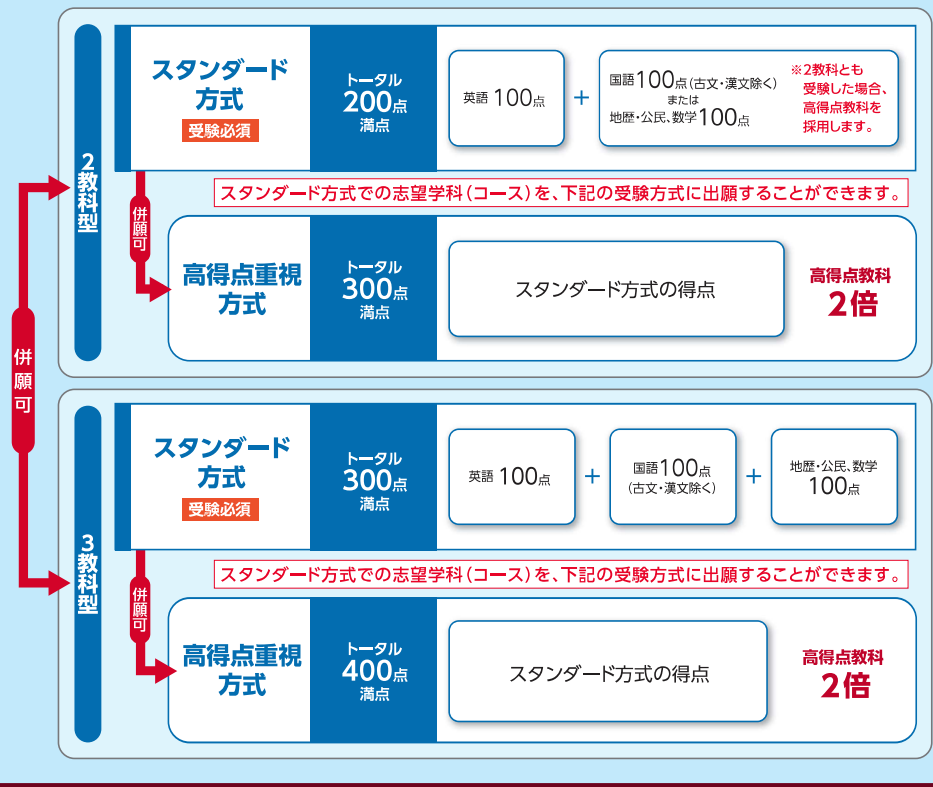 2教科型
スタンダード
方式
受験必須
トータル
200点
満点
英語 100点
+
国語100点(古文・漢文除く)
または
地歴・公民、数学100点
※2教科とも
受験した場合、
高得点教科を
採用します。
併願可
スタンダード方式での志望学科(コース)を、下記の受験方式に出願することができます。
高得点重視
方式
トータル
300点
満点
スタンダード方式の得点
高得点教科
2倍
併願可
3教科型
スタンダード
方式
受験必須
トータル
300点
満点
英語 100点
+
国語100点
(古文・漢文除く)
+
地歴・公民、数学
100点
併願可
スタンダード方式での志望学科(コース)を、下記の受験方式に出願することができます。
高得点重視
方式
トータル
400点
満点
スタンダード方式の得点
高得点教科
2倍